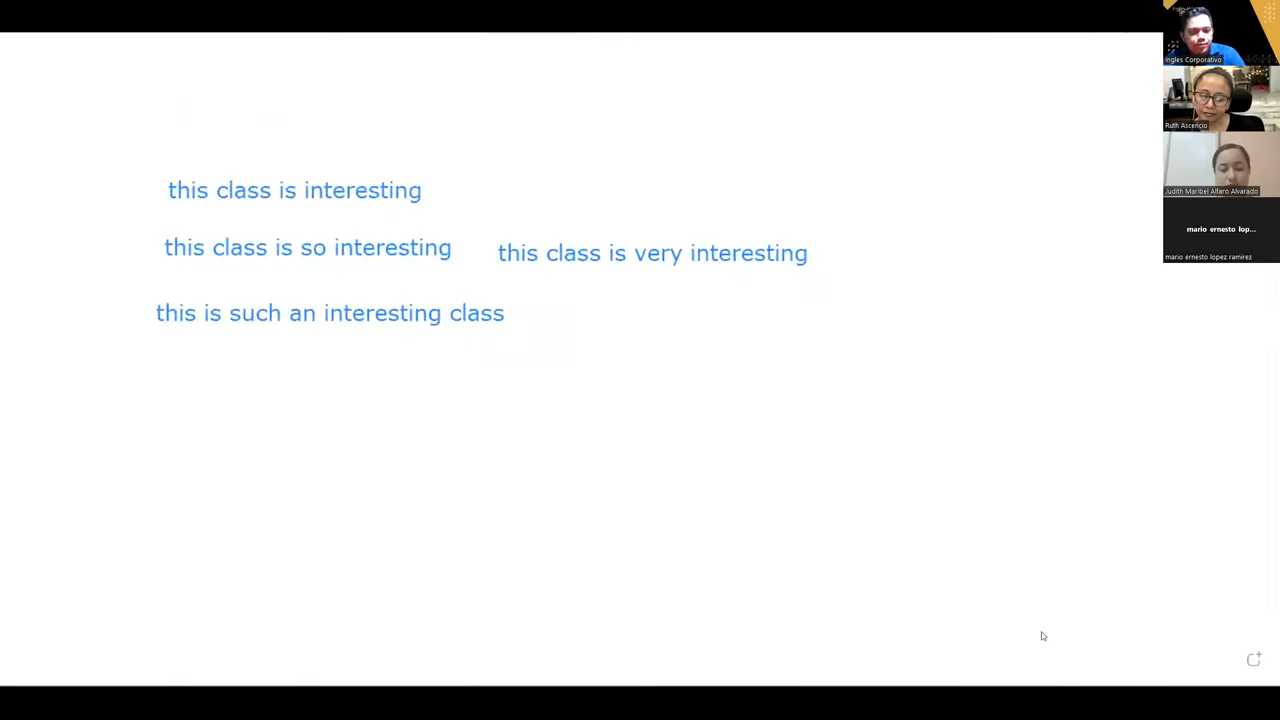 this class is interesting
this class is so interesting
this class is very interesting
this is such an interesting class
Ingles Corporativo
Ruth Ascencio
Judith Maribel Alfaro Alvarado
mario ernesto lop...
mario ernesto lopez ramirez